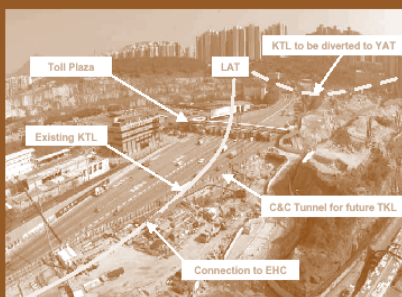 KTL to be diverted to YAT
Toll Plaza
LAT
Existing KTL
C&C Tunnel for future TKL
Connection to EHC